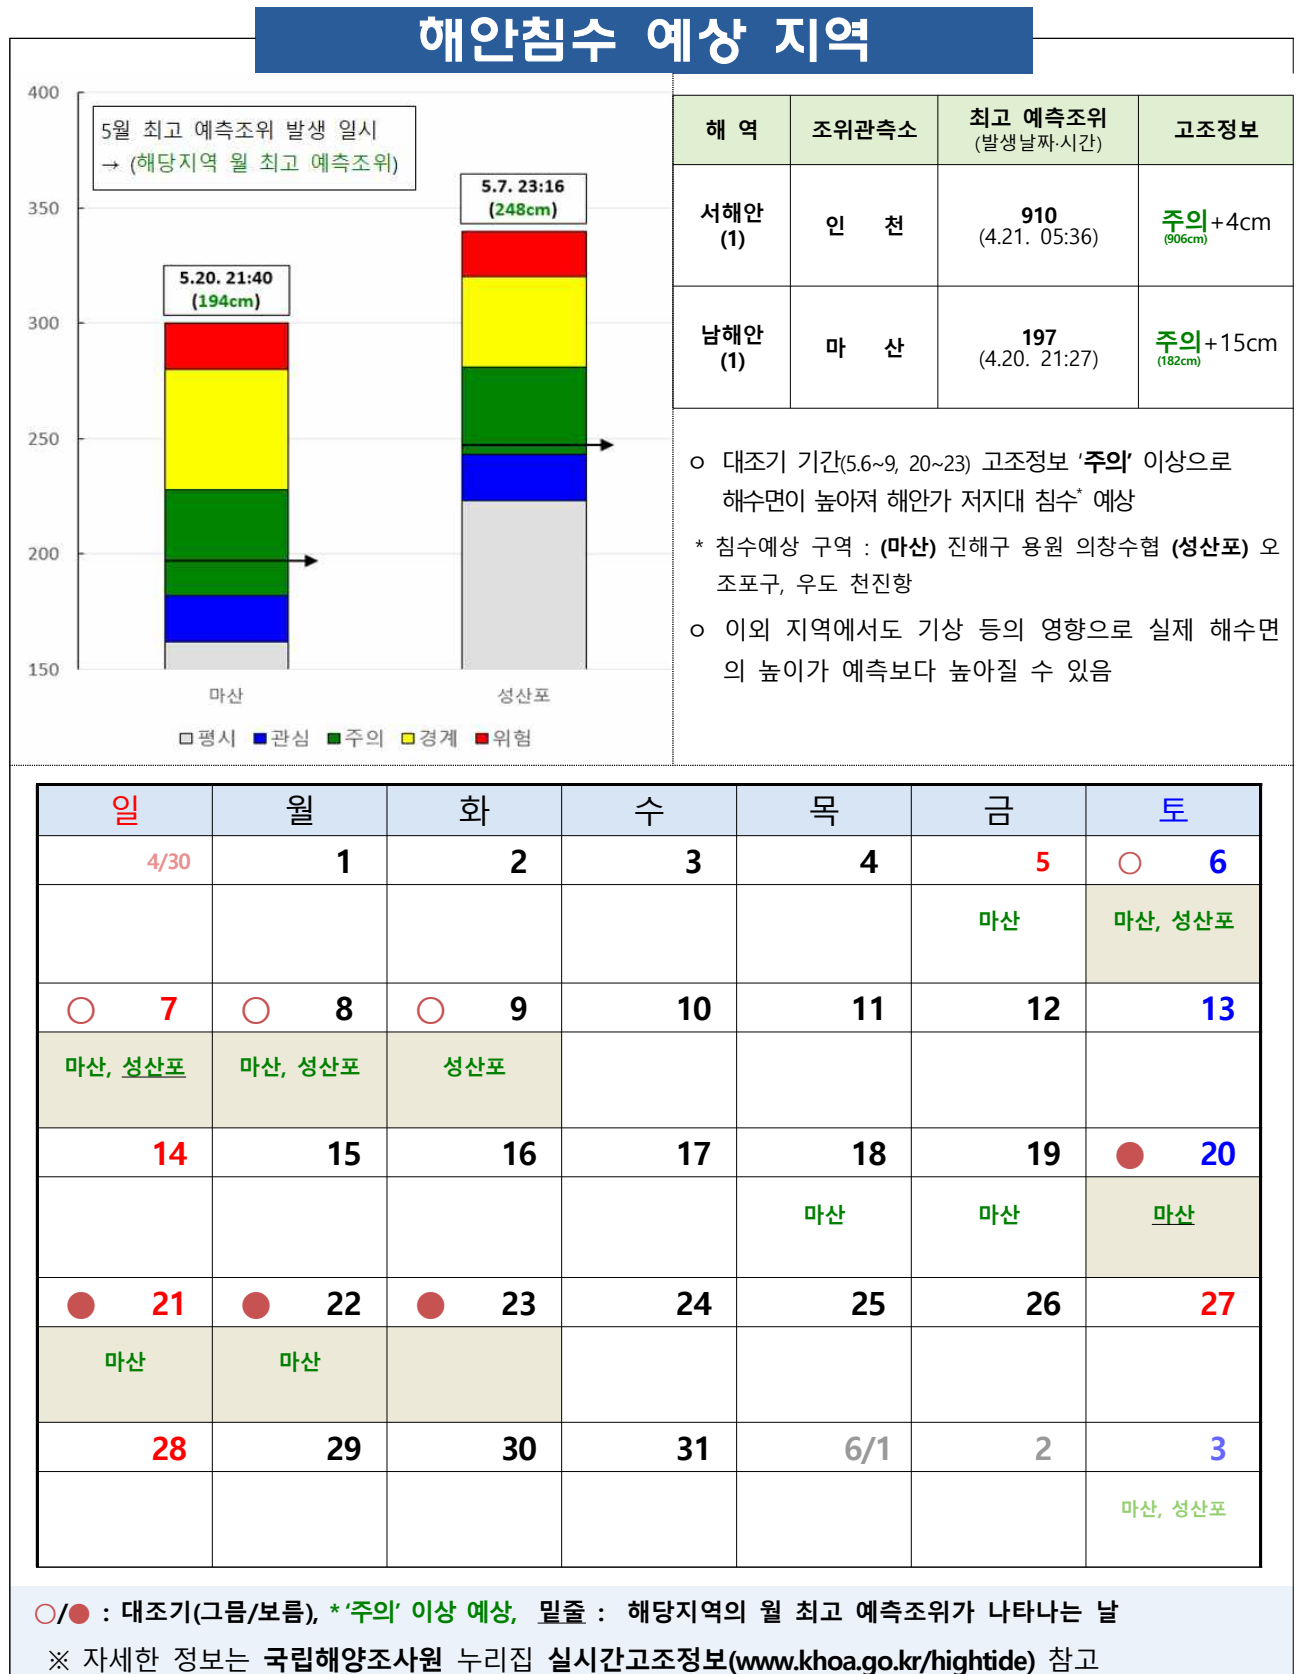 해안침수 예상 지역
400
350
300
250
200
150
5월 최고 예측조위 발생 일시
→ (해당지역 월 최고 예측조위)
5.7. 23:16
(248cm)
5.20. 21:40
(194cm)
마산 성산포
평시 관심 주의 경계 위험
해 역 조위관측소 최고 예측조위 (발생날짜·시간) 고조정보
서해안 (1) 인 천 910 (4.21. 05:36) 주의 (906cm) +4cm
남해안 (1) 마 산 197 (4.20. 21:27) 주의 (182cm) +15cm
ㅇ 대조기 기간(5.6~9, 20~23) 고조정보 ‘주의’ 이상으로
해수면이 높아져 해안가 저지대 침수* 예상
* 침수예상 구역 : (마산) 진해구 용원 의창수협 (성산포) 오
조포구, 우도 천진항
ㅇ 이외 지역에서도 기상 등의 영향으로 실제 해수면
의 높이가 예측보다 높아질 수 있음
일 월 화 수 목 금 토
4/30 1 2 3 4 5 ○ 6
마산 마산, 성산포
○ 7 ○ 8 ○ 9 10 11 12 13
마산, 성산포 마산, 성산포 성산포
14 15 16 17 18 19 ● 20
마산 마산 마산
● 21 ● 22 ● 23 24 25 26 27
마산 마산
28 29 30 31 6/1 2 3
마산, 성산포
○/● : 대조기(그믐/보름), * ‘주의’ 이상 예상, 밑줄 : 해당지역의 월 최고 예측조위가 나타나는 날
※ 자세한 정보는 국립해양조사원 누리집 실시간고조정보(www.khoa.go.kr/hightide) 참고